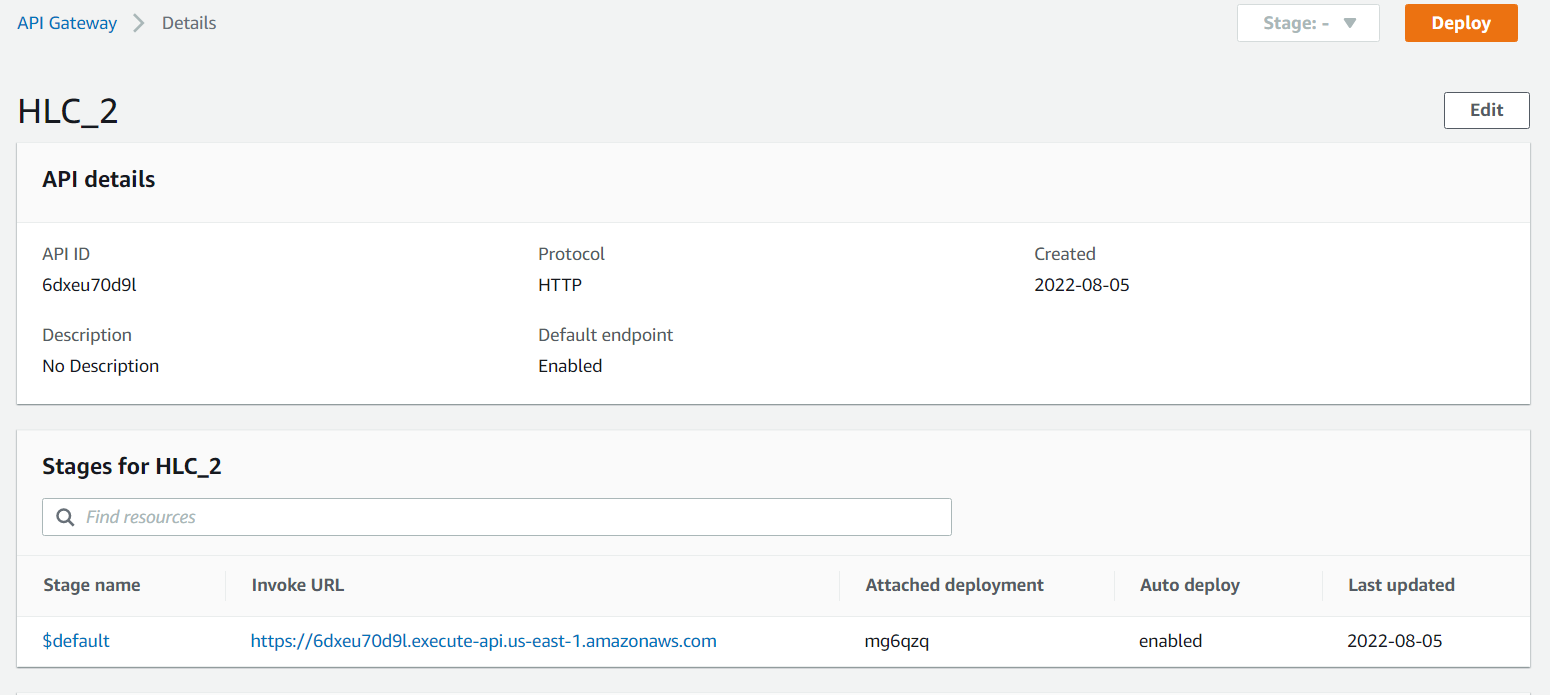 API Gateway > Details
Stage: - ▼ Deploy
HLC_2
Edit
API details
API ID Protocol Created
6dxeu70d9l HTTP 2022-08-05
Description Default endpoint
No Description Enabled
Stages for HLC_2
Find resources
Stage name Invoke URL Attached deployment Auto deploy Last updated
$default https://6dxeu70d9l.execute-api.us-east-1.amazonaws.com mg6qzq enabled 2022-08-05